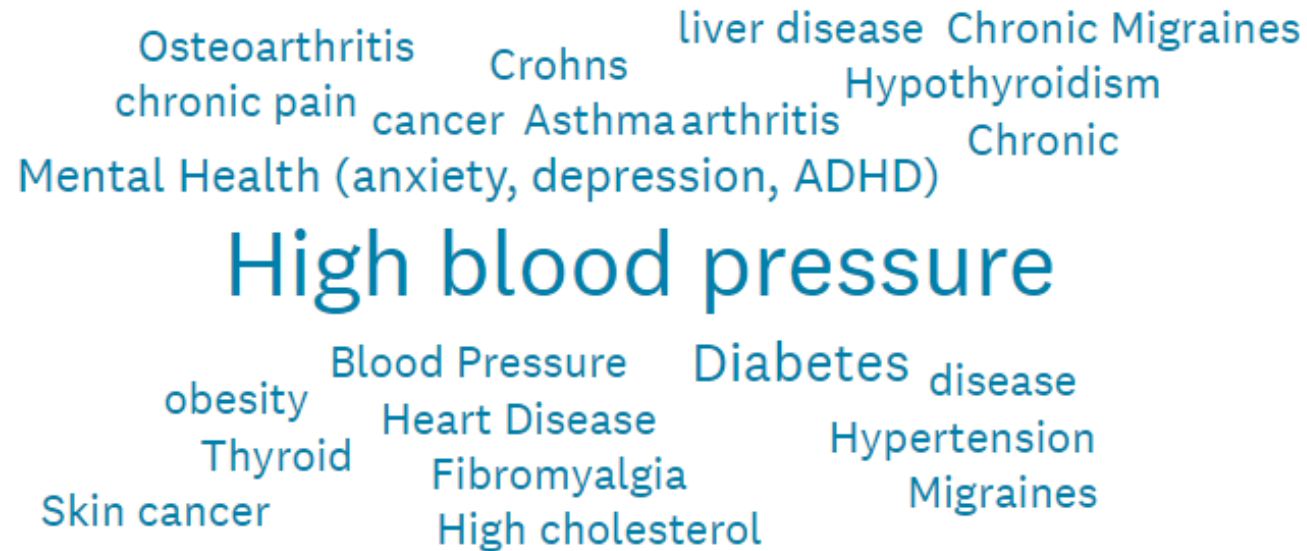 liver disease Chronic Migraines
Osteoarthritis
Crohns
Hypothyroidism
chronic pain
cancer Asthma arthritis
Chronic
Mental Health (anxiety, depression, ADHD)
High blood pressure
Blood Pressure
Diabetes
disease
obesity
Heart Disease
Hypertension
Thyroid
Fibromyalgia
Migraines
Skin cancer
High cholesterol